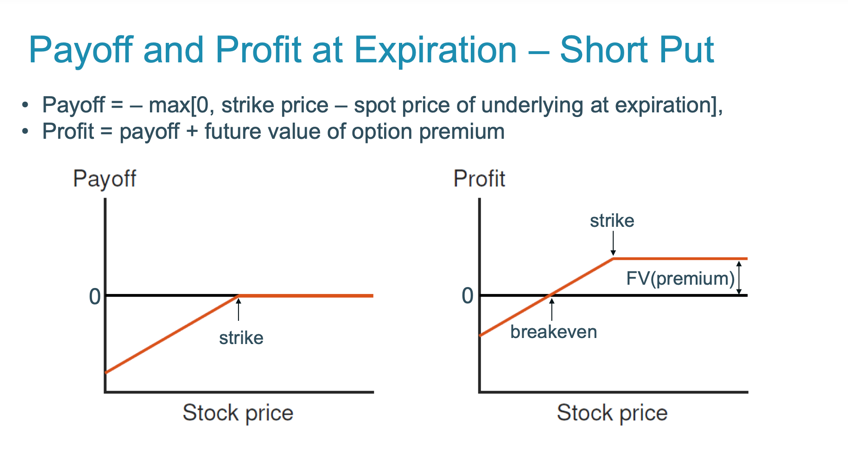 Payoff and Profit at Expiration – Short Put
• Payoff = – max[0, strike price – spot price of underlying at expiration],
• Profit = payoff + future value of option premium
Payoff
0
strike
Stock price
Profit
strike
FV(premium)
0
breakeven
Stock price